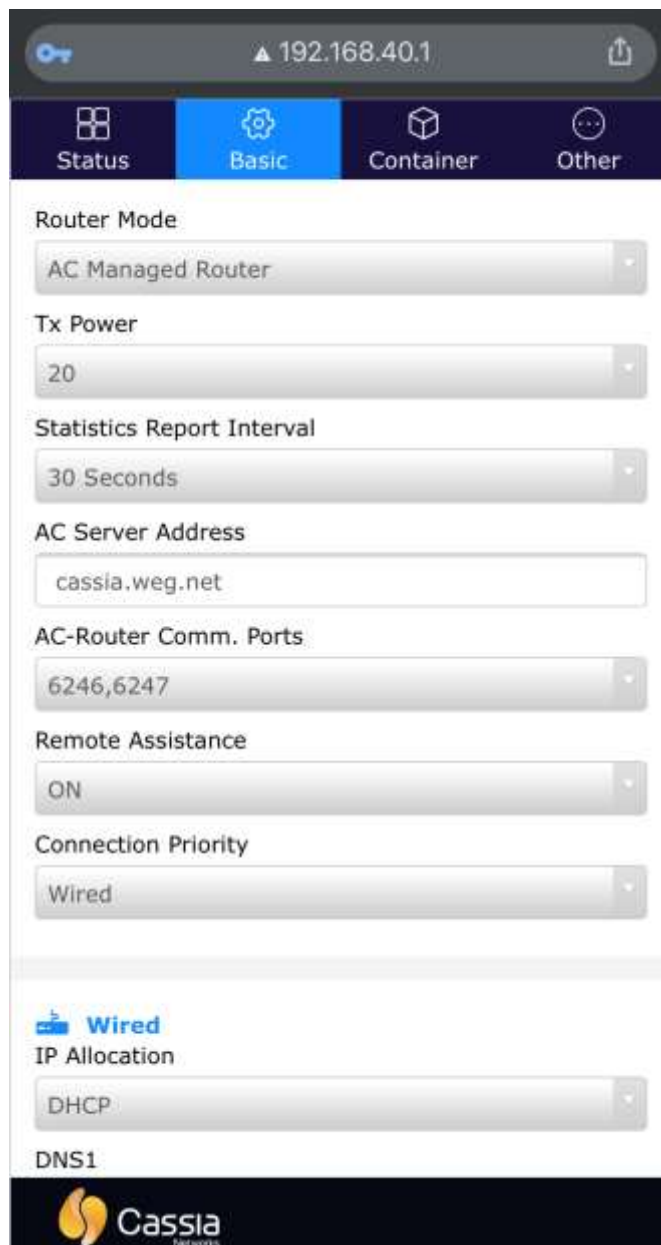 192.168.40.1
Status Basic Container Other
Router Mode
AC Managed Router
Tx Power
20
Statistics Report Interval
30 Seconds
AC Server Address
cassia.weg.net
AC-Router Comm. Ports
6246,6247
Remote Assistance
ON
Connection Priority
Wired
Wired
IP Allocation
DHCP
DNS1
Cassia
Networks